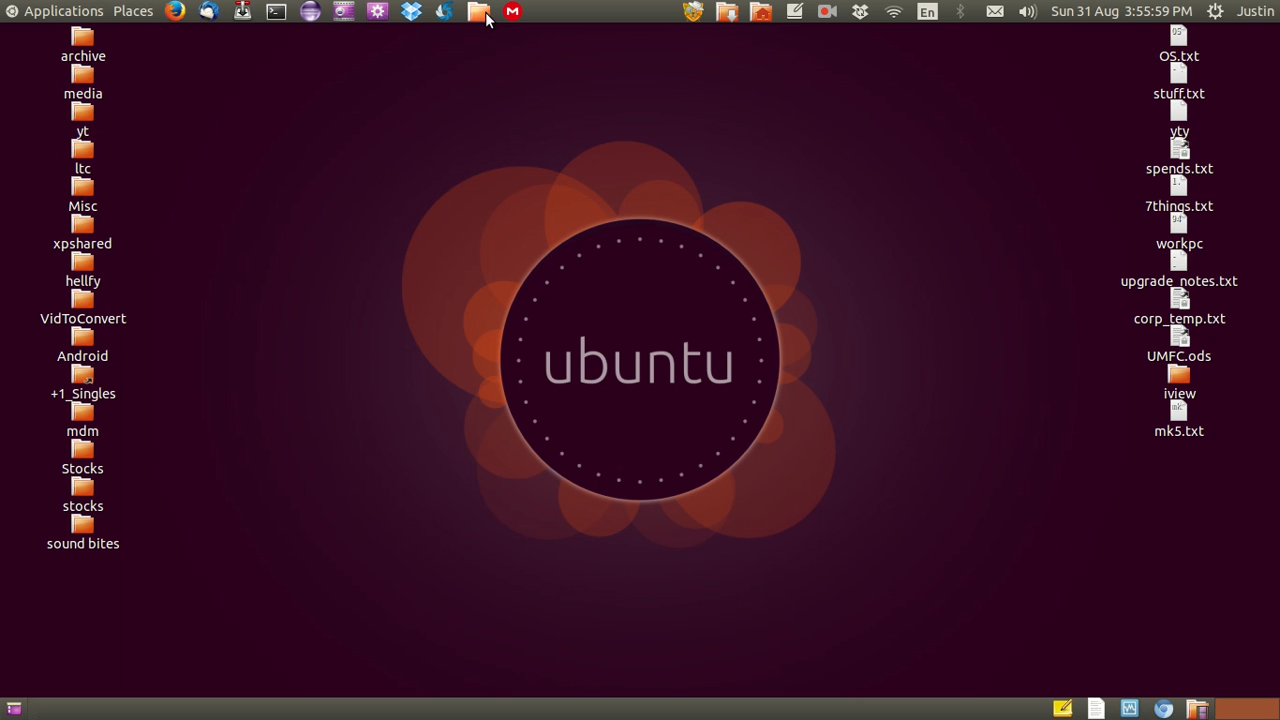 Applications Places En Sun 31 Aug 3:55:59 PM Justin
archive
media
yt
ltc
Misc
xpshared
hellfy
VidToConvert
Android
+1_Singles
mdm
Stocks
stocks
sound bites
ubuntu
OS.txt
stuff.txt
yty
spends.txt
7things.txt
workpc
upgrade_notes.txt
corp_temp.txt
UMFC.ods
iview
mk5.txt